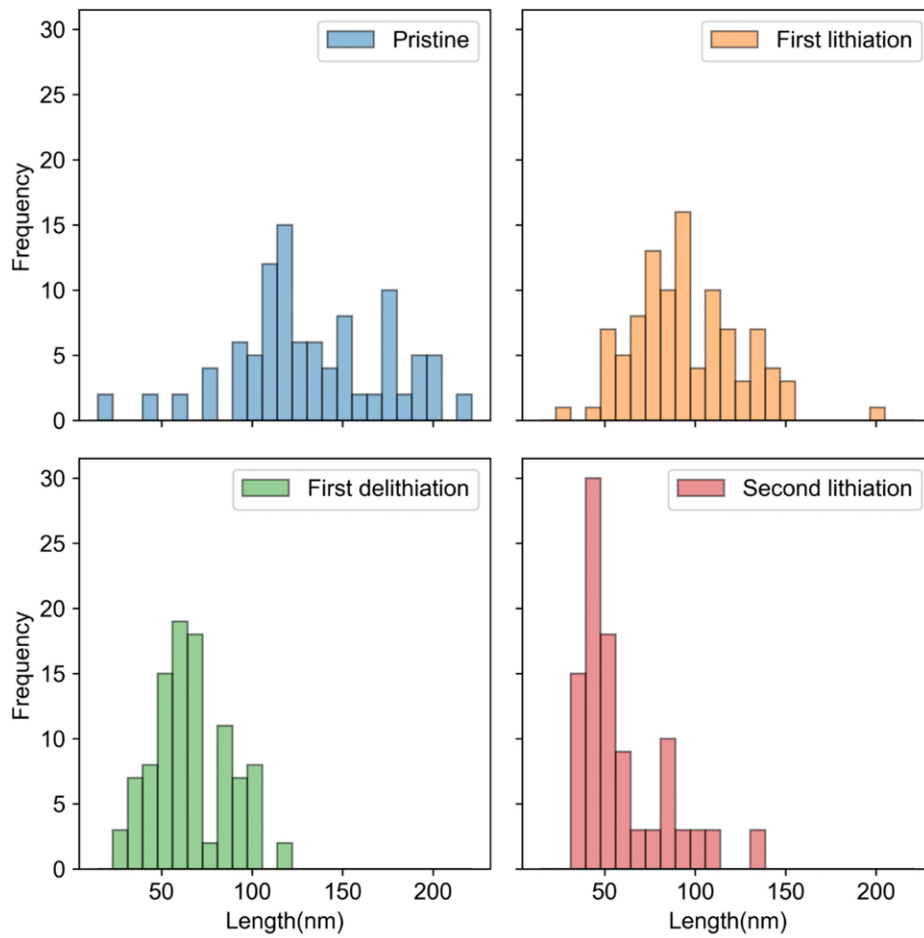 Pristine
First lithiation
30
25
20
15
10
5
0
Frequency
First delithiation
Second lithiation
30
25
20
15
10
5
0
Frequency
50 100 150 200
50 100 150 200
Length(nm)
Length(nm)